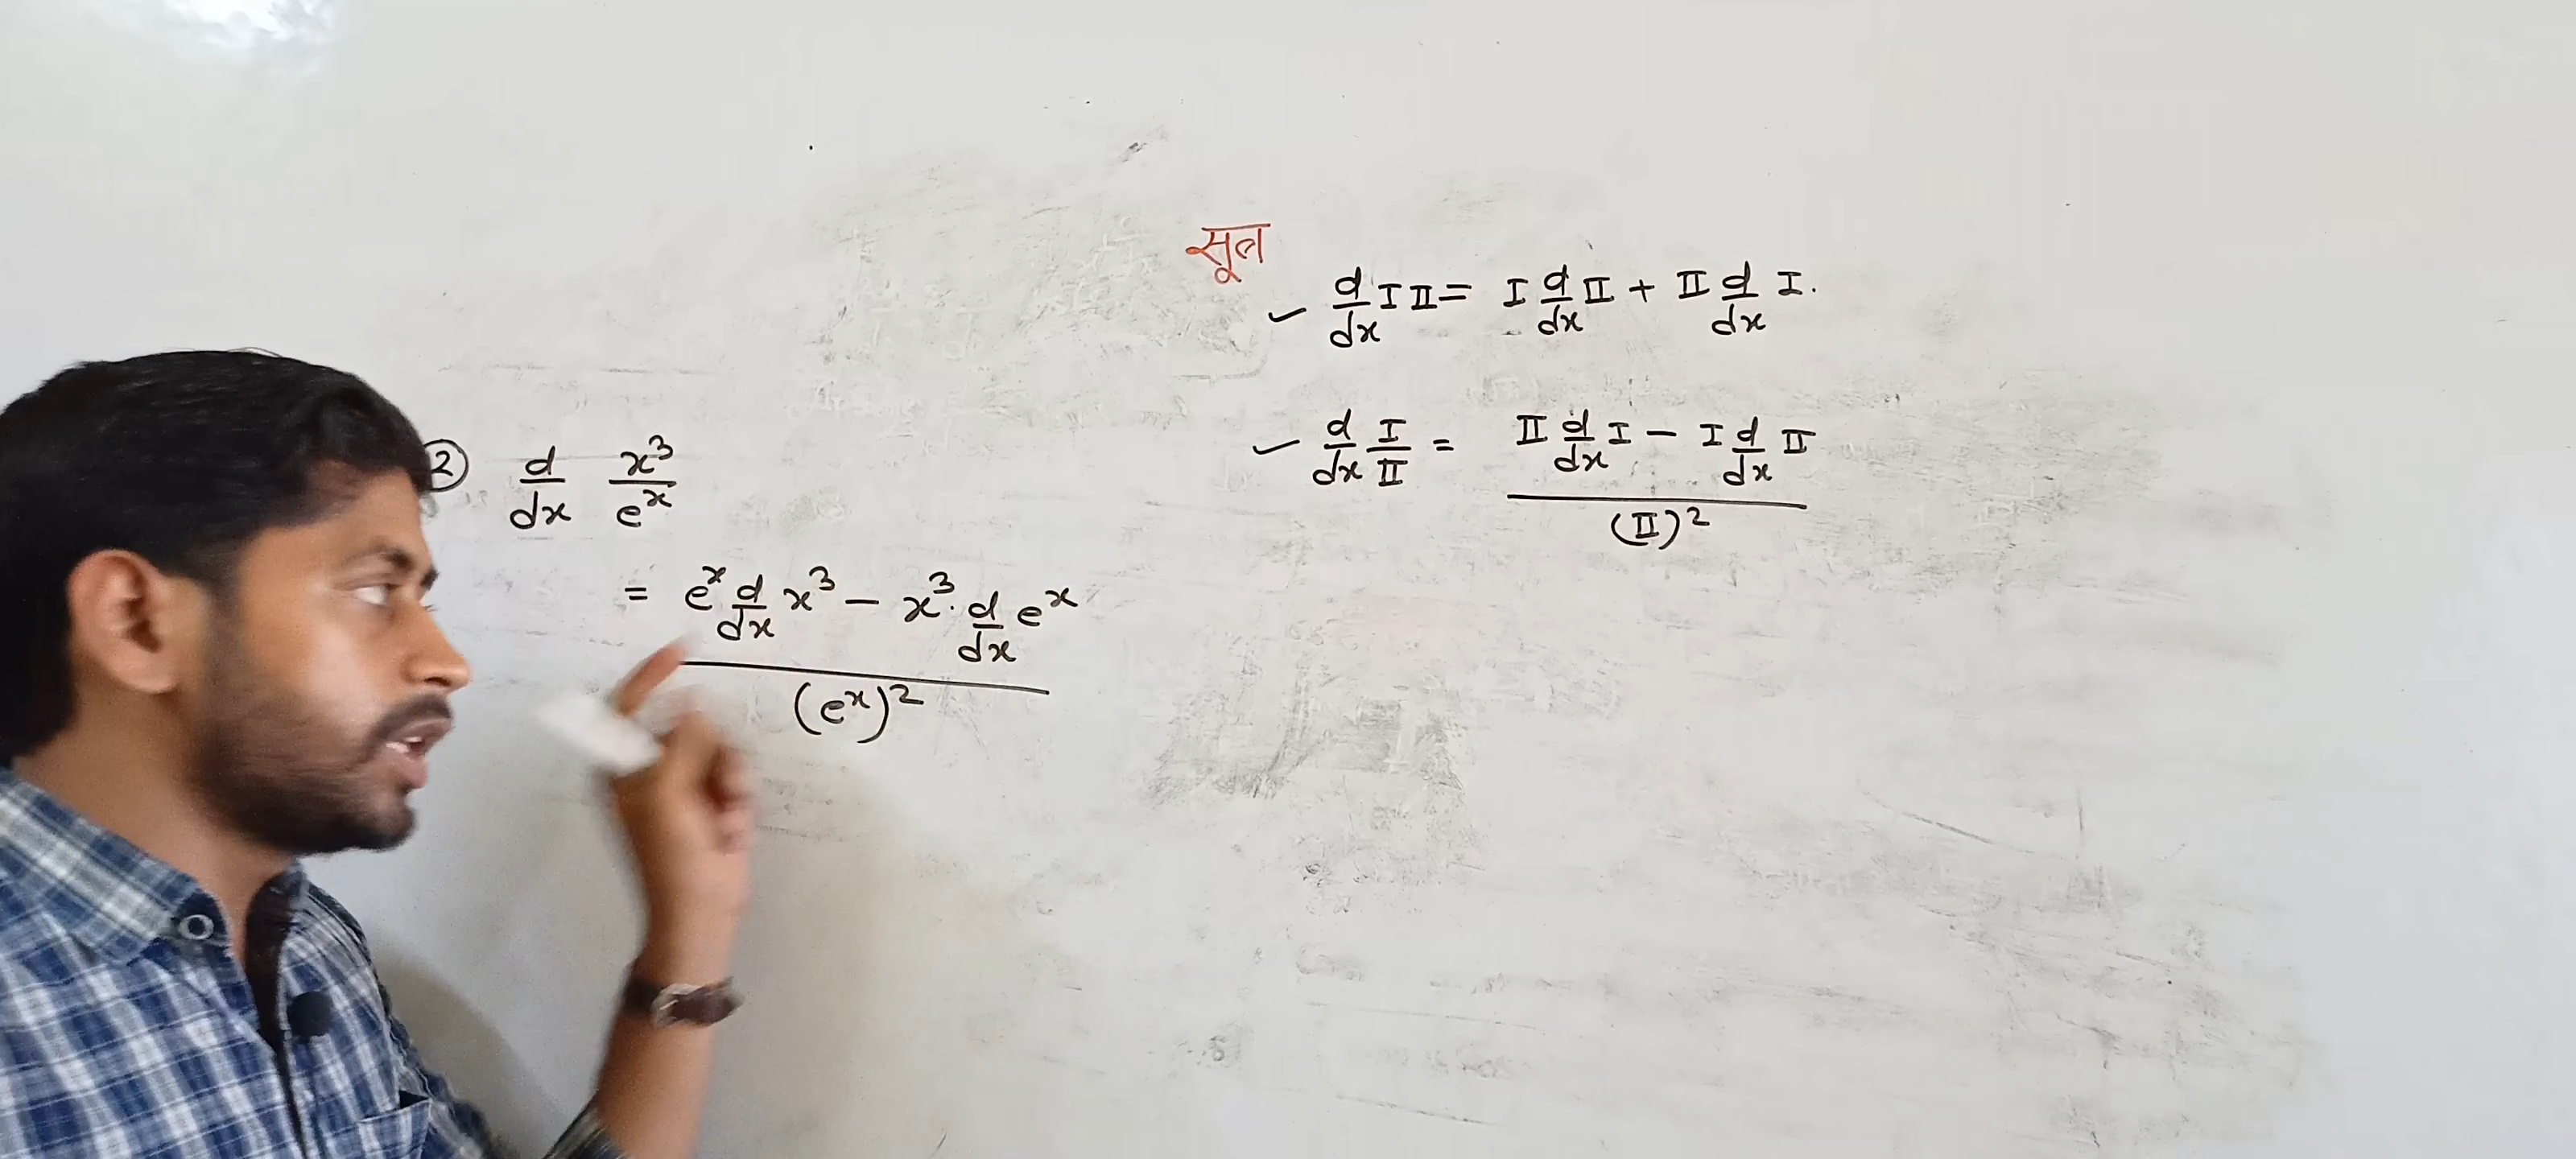 सूत्र
✓ d/dx I II = I d/dx II + II d/dx I.
✓ d/dx I/II = (II d/dx I − I d/dx II)/(II)²
② d/dx x³/eˣ
= (eˣ d/dx x³ − x³· d/dx eˣ)/(eˣ)²